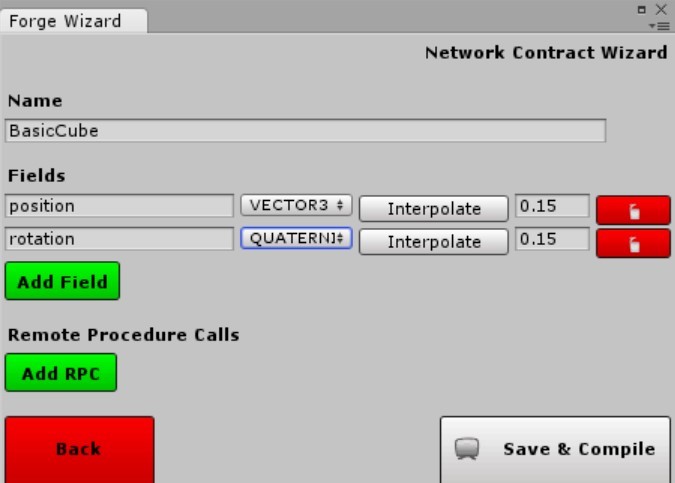 Forge Wizard
Network Contract Wizard
Name
BasicCube
Fields
position VECTOR3 Interpolate 0.15
rotation QUATERNI Interpolate 0.15
Add Field
Remote Procedure Calls
Add RPC
Back Save & Compile